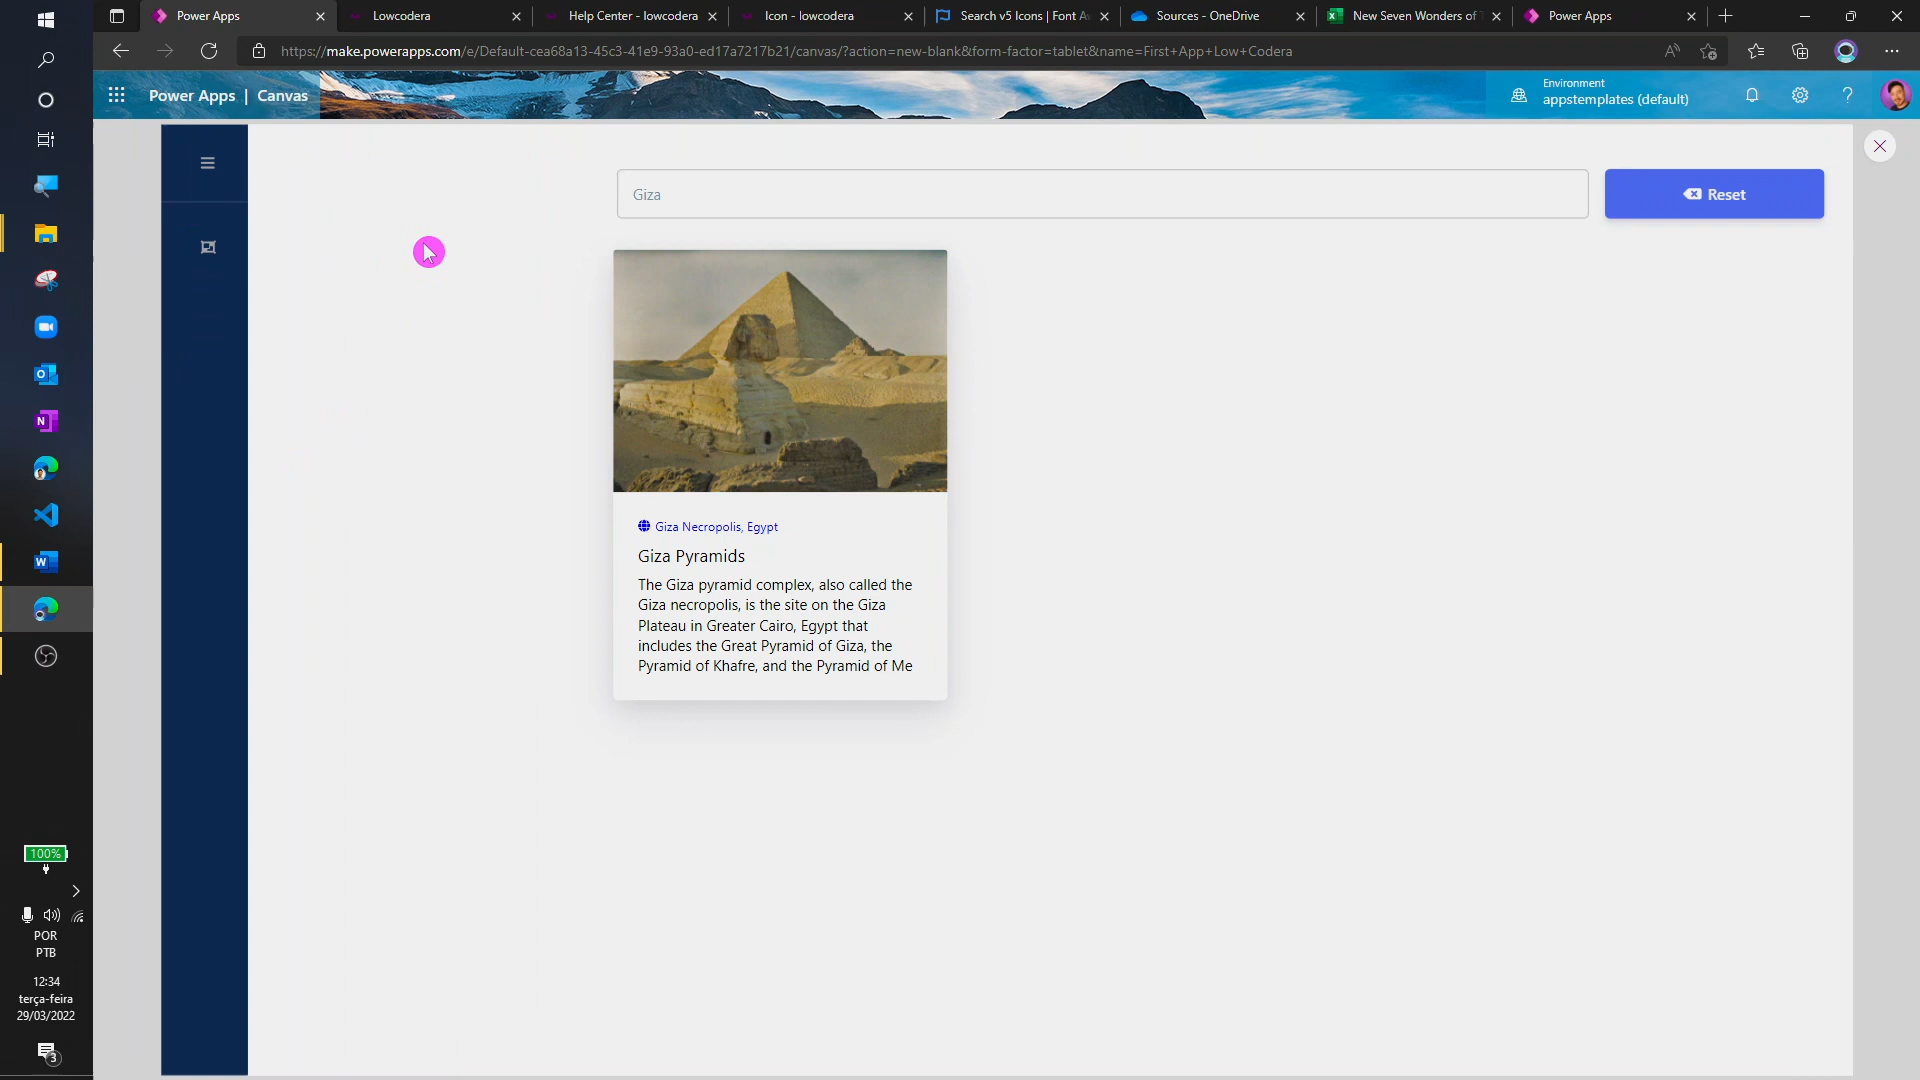 Power Apps
Lowcodera
Help Center - lowcodera
Icon - lowcodera
Search v5 Icons | Font A
Sources - OneDrive
New Seven Wonders of
Power Apps
https://make.powerapps.com/e/Default-cea68a13-45c3-41e9-93a0-ed17a7217b21/canvas/?action=new-blank&form-factor=tablet&name=First+App+Low+Codera
Power Apps | Canvas
Environment
appstemplates (default)
Giza
Reset
Giza Necropolis, Egypt
Giza Pyramids
The Giza pyramid complex, also called the
Giza necropolis, is the site on the Giza
Plateau in Greater Cairo, Egypt that
includes the Great Pyramid of Giza, the
Pyramid of Khafre, and the Pyramid of Me
100%
POR
PTB
12:34
terça-feira
29/03/2022
3